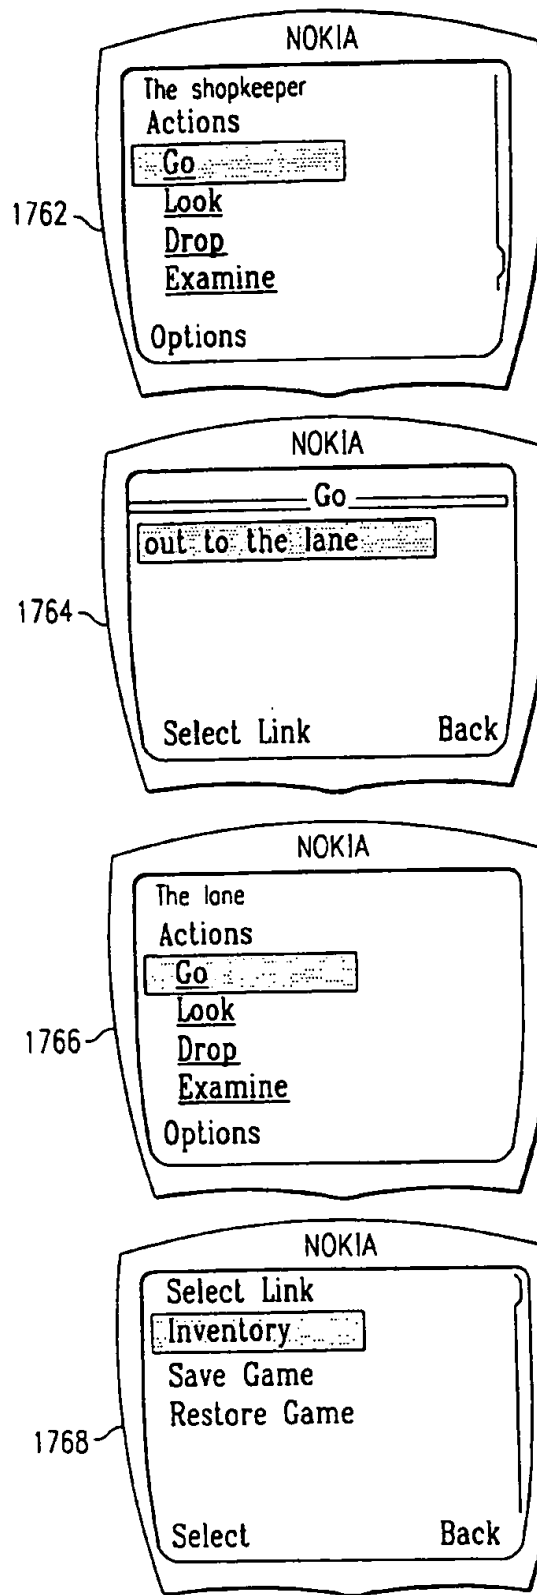 NOKIA
The shopkeeper
Actions
Go
Look
Drop
Examine
Options
1762
NOKIA
Go
out to the lane
Select Link Back
1764
NOKIA
The lane
Actions
Go
Look
Drop
Examine
Options
1766
NOKIA
Select Link
Inventory
Save Game
Restore Game
Select Back
1768